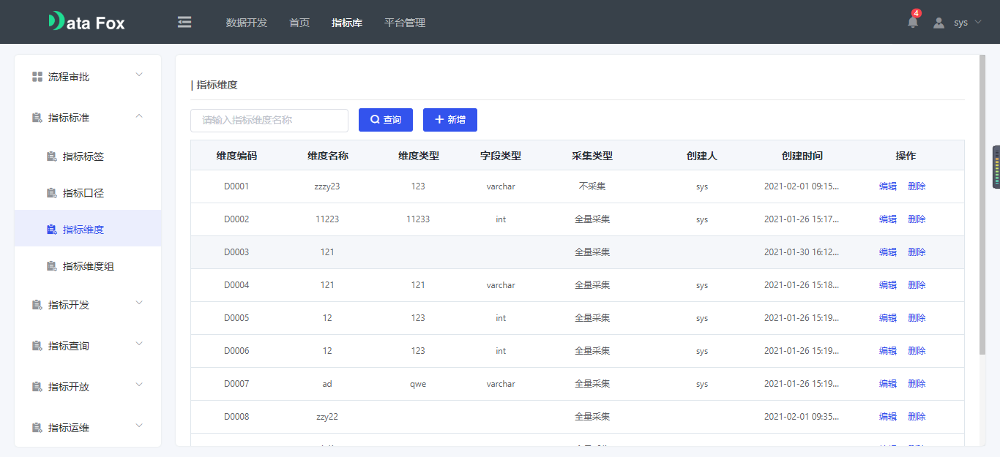 Data Fox
数据开发 首页 指标库 平台管理
4
sys
流程审批
指标标准
指标标签
指标口径
指标维度
指标维度组
指标开发
指标查询
指标开放
指标运维
| 指标维度
请输入指标维度名称 查询 新增
维度编码 维度名称 维度类型 字段类型 采集类型 创建人 创建时间 操作
D0001 zzzy23 123 varchar 不采集 sys 2021-02-01 09:15... 编辑 删除
D0002 11223 11233 int 全量采集 sys 2021-01-26 15:17... 编辑 删除
D0003 121 全量采集 2021-01-30 16:12... 编辑 删除
D0004 121 121 varchar 全量采集 sys 2021-01-26 15:18... 编辑 删除
D0005 12 123 int 全量采集 sys 2021-01-26 15:19... 编辑 删除
D0006 12 123 int 全量采集 sys 2021-01-26 15:19... 编辑 删除
D0007 ad qwe varchar 全量采集 sys 2021-01-26 15:19... 编辑 删除
D0008 zzy22 全量采集 2021-02-01 09:35... 编辑 删除